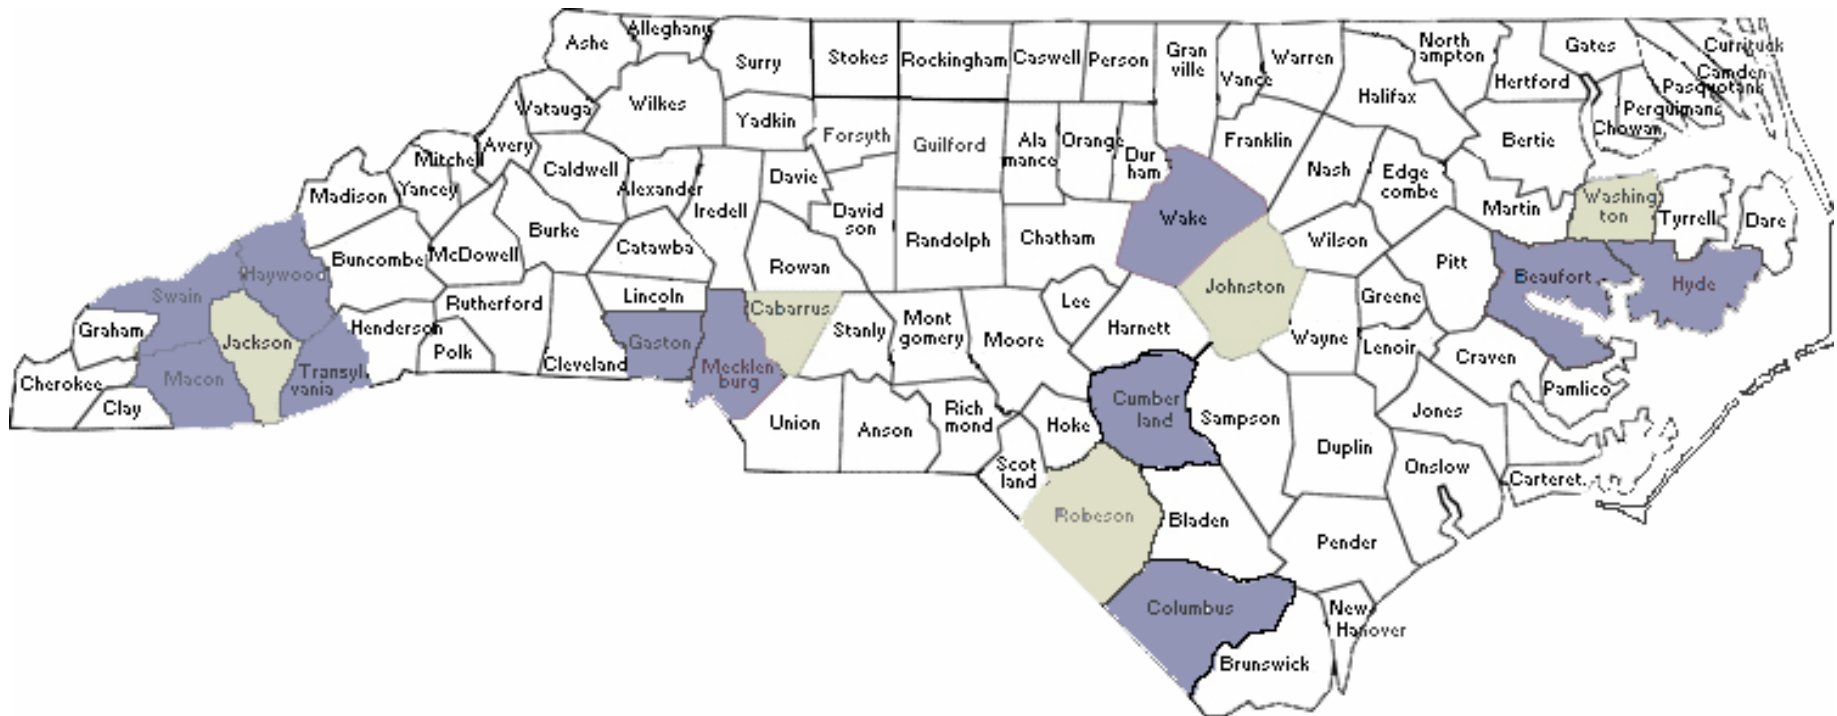 Ashe
Alleghany
Surry
Stokes
Rockingham
Caswell
Person
Gran
ville
Vance
Warren
North
ampton
Gates
Currituck
Camden
Pasquotank
Perquimans
Chowan
Hertford
Halifax
Watauga
Wilkes
Yadkin
Forsyth
Guilford
Ala
mance
Orange
Dur
ham
Franklin
Nash
Edge
combe
Bertie
Mitchel
Avery
Caldwell
Alexander
Davie
Iredell
Madison
Yancey
Burke
Catawba
David
son
Randolph
Chatham
Wake
Wilson
Martin
Washing
ton
Tyrrell
Dare
Buncombe
McDowell
Rowan
Johnston
Pitt
Beaufort
Hyde
Swain
Haywood
Rutherford
Lincoln
Cabarrus
Stanly
Mont
gomery
Moore
Lee
Harnett
Greene
Wayne
Lenoir
Craven
Pamlico
Graham
Jackson
Henderson
Polk
Cleveland
Gaston
Mecklen
burg
Cherokee
Clay
Macon
Transyl
vania
Union
Anson
Rich
mond
Hoke
Scot
land
Cumber
land
Sampson
Duplin
Jones
Onslow
Carteret
Robeson
Bladen
Pender
Columbus
New
Hanover
Brunswick